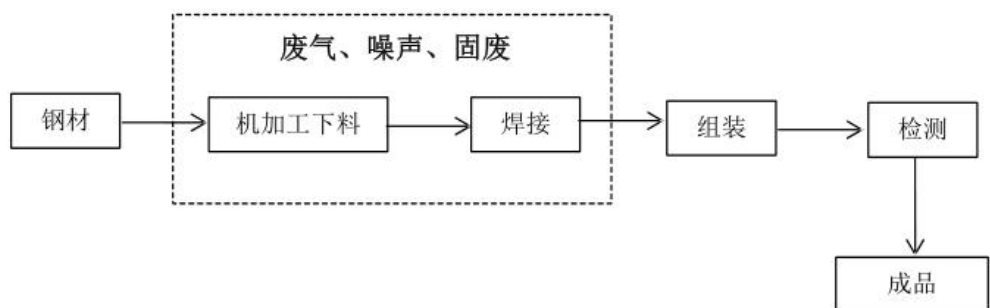 废气、噪声、固废
钢材
机加工下料
焊接
组装
检测
成品